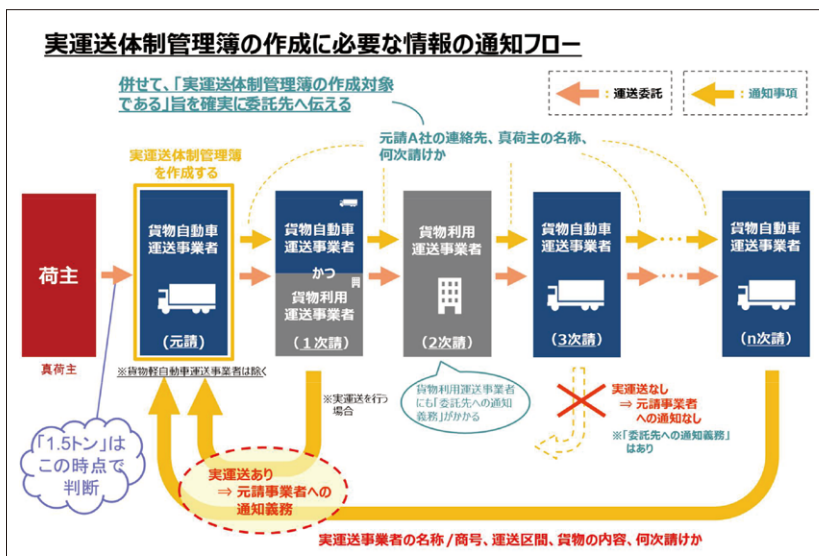 実運送体制管理簿の作成に必要な情報の通知フロー
併せて、「実運送体制管理簿の作成対象
である」旨を確実に委託先へ伝える
：運送委託
：通知事項
元請A社の連絡先、真荷主の名称、
何次請けか
実運送体制管理簿
を作成する
荷主
真荷主
貨物自動車
運送事業者
(元請)
※貨物軽自動車運送事業者は除く
貨物自動車
運送事業者
かつ
貨物利用
運送事業者
(1次請)
貨物利用
運送事業者
(2次請)
貨物自動車
運送事業者
(3次請)
貨物自動車
運送事業者
(n次請)
「1.5トン」は
この時点で
判断
※実運送を行う
場合
貨物利用運送事業者
にも「委託先への通知
義務」がかかる
実運送なし
⇒ 元請事業者
への通知なし
※「委託先への通知義務」
はあり
実運送あり
⇒ 元請事業者への
通知義務
実運送事業者の名称/商号、運送区間、貨物の内容、何次請けか